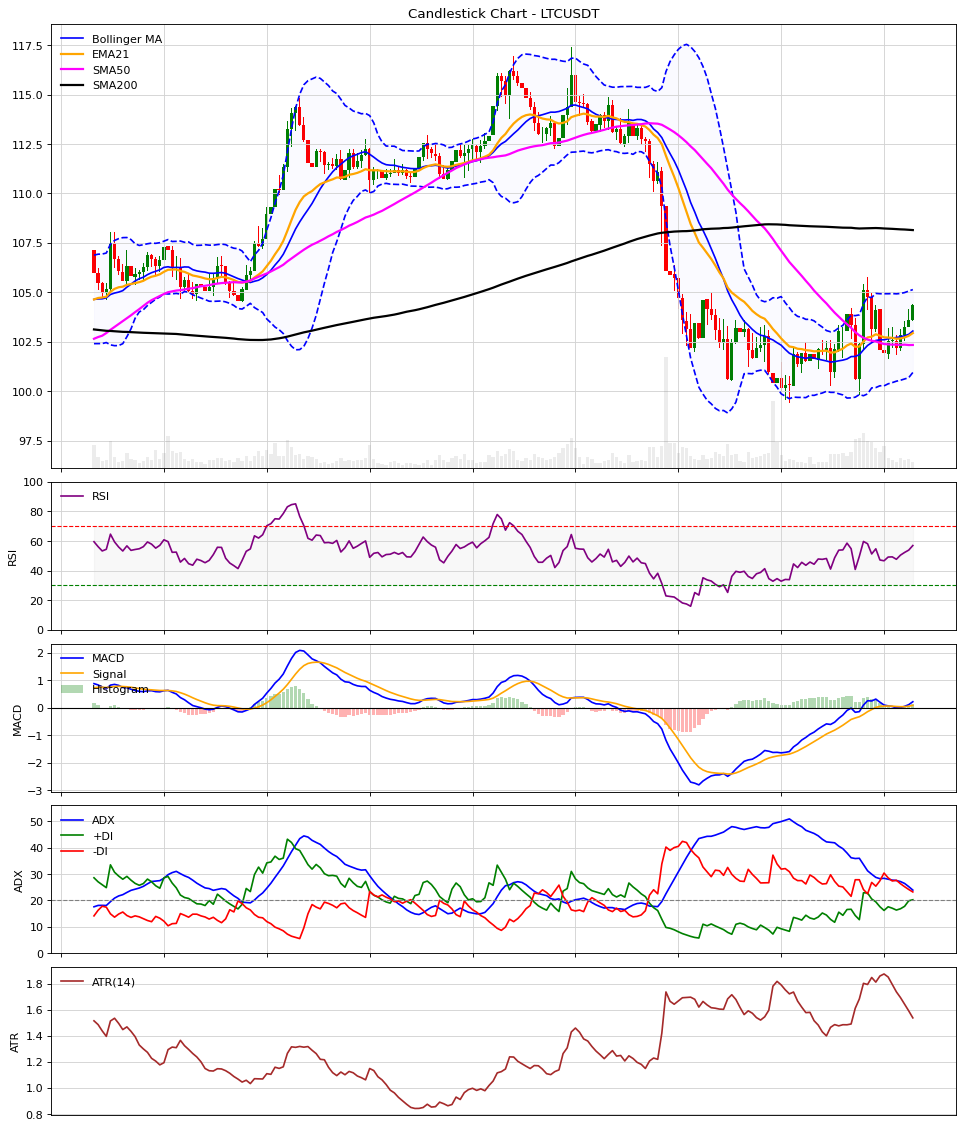 Candlestick Chart - LTCUSDT
Bollinger MA
EMA21
SMA50
SMA200
117.5
115.0
112.5
110.0
107.5
105.0
102.5
100.0
97.5
RSI
RSI
100
80
60
40
20
0
MACD
Signal
Histogram
MACD
2
1
0
−1
−2
−3
ADX
+DI
-DI
ADX
50
40
30
20
10
0
ATR(14)
ATR
1.8
1.6
1.4
1.2
1.0
0.8